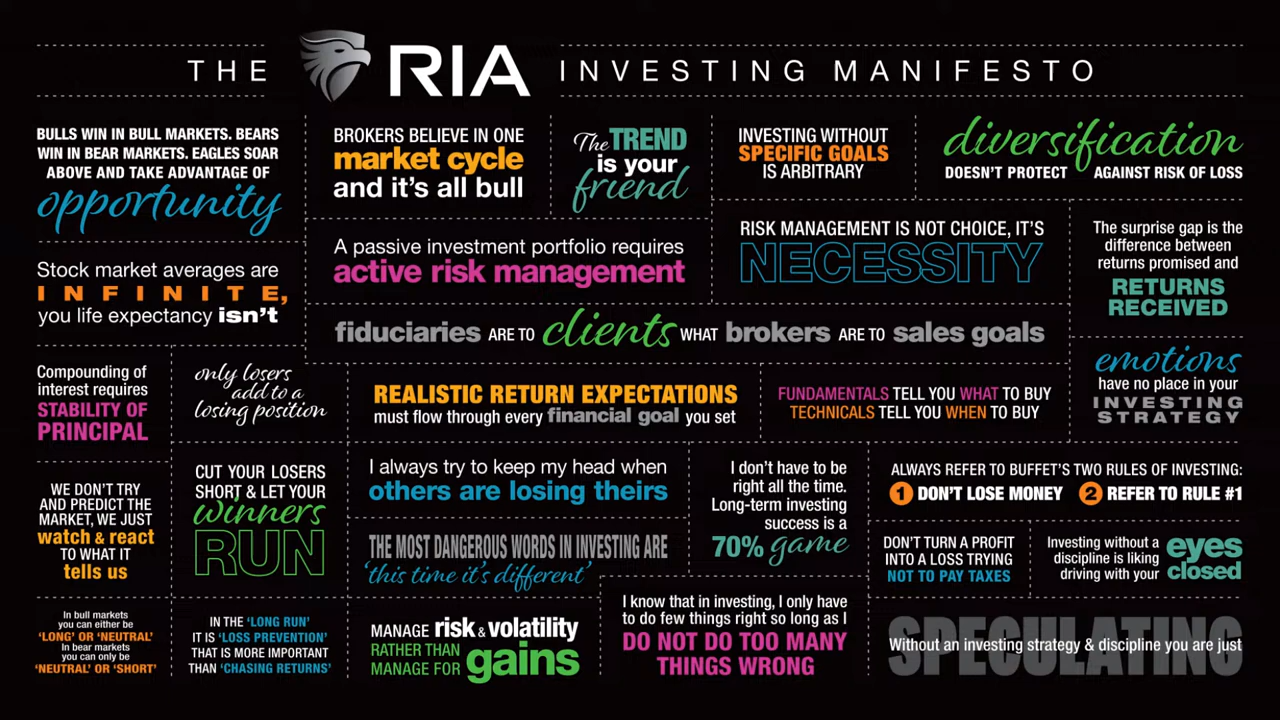 THE RIA INVESTING MANIFESTO
BULLS WIN IN BULL MARKETS. BEARS
WIN IN BEAR MARKETS. EAGLES SOAR
ABOVE AND TAKE ADVANTAGE OF
opportunity
BROKERS BELIEVE IN ONE
market cycle
and it's all bull
The TREND
is your
friend
INVESTING WITHOUT
SPECIFIC GOALS
IS ARBITRARY
diversification
DOESN'T PROTECT AGAINST RISK OF LOSS
Stock market averages are
INFINITE,
you life expectancy isn't
A passive investment portfolio requires
active risk management
RISK MANAGEMENT IS NOT CHOICE, IT'S
NECESSITY
The surprise gap is the
difference between
returns promised and
RETURNS
RECEIVED
fiduciaries ARE TO clients WHAT brokers ARE TO sales goals
Compounding of
interest requires
STABILITY OF
PRINCIPAL
only losers
add to a
losing position
REALISTIC RETURN EXPECTATIONS
must flow through every financial goal you set
FUNDAMENTALS TELL YOU WHAT TO BUY
TECHNICALS TELL YOU WHEN TO BUY
emotions
have no place in your
INVESTING
STRATEGY
WE DON'T TRY
AND PREDICT THE
MARKET, WE JUST
watch & react
TO WHAT IT
tells us
CUT YOUR LOSERS
SHORT & LET YOUR
winners
RUN
I always try to keep my head when
others are losing theirs
THE MOST DANGEROUS WORDS IN INVESTING ARE
'this time it's different'
I don't have to be
right all the time.
Long-term investing
success is a
70% game
ALWAYS REFER TO BUFFET'S TWO RULES OF INVESTING:
1 DON'T LOSE MONEY 2 REFER TO RULE #1
DON'T TURN A PROFIT
INTO A LOSS TRYING
NOT TO PAY TAXES
Investing without a
discipline is liking
driving with your
eyes
closed
In bull markets
you can either be
'LONG' OR 'NEUTRAL'
In bear markets
you can only be
'NEUTRAL' OR 'SHORT'
IN THE 'LONG RUN'
IT IS 'LOSS PREVENTION'
THAT IS MORE IMPORTANT
THAN 'CHASING RETURNS'
MANAGE risk & volatility
RATHER THAN
MANAGE FOR gains
I know that in investing, I only have
to do few things right so long as I
DO NOT DO TOO MANY
THINGS WRONG
Without an investing strategy & discipline you are just
SPECULATING